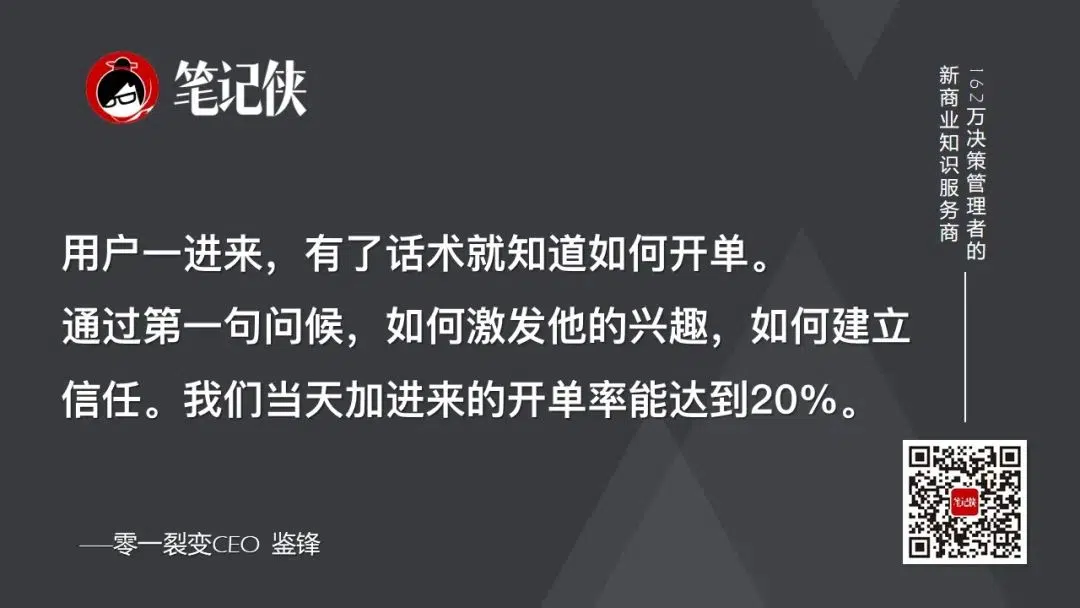 笔记侠
162万决策管理者的
新商业知识服务商
用户一进来，有了话术就知道如何开单。
通过第一句问候，如何激发他的兴趣，如何建立
信任。我们当天加进来的开单率能达到20%。
——零一裂变CEO 鉴锋
笔记侠